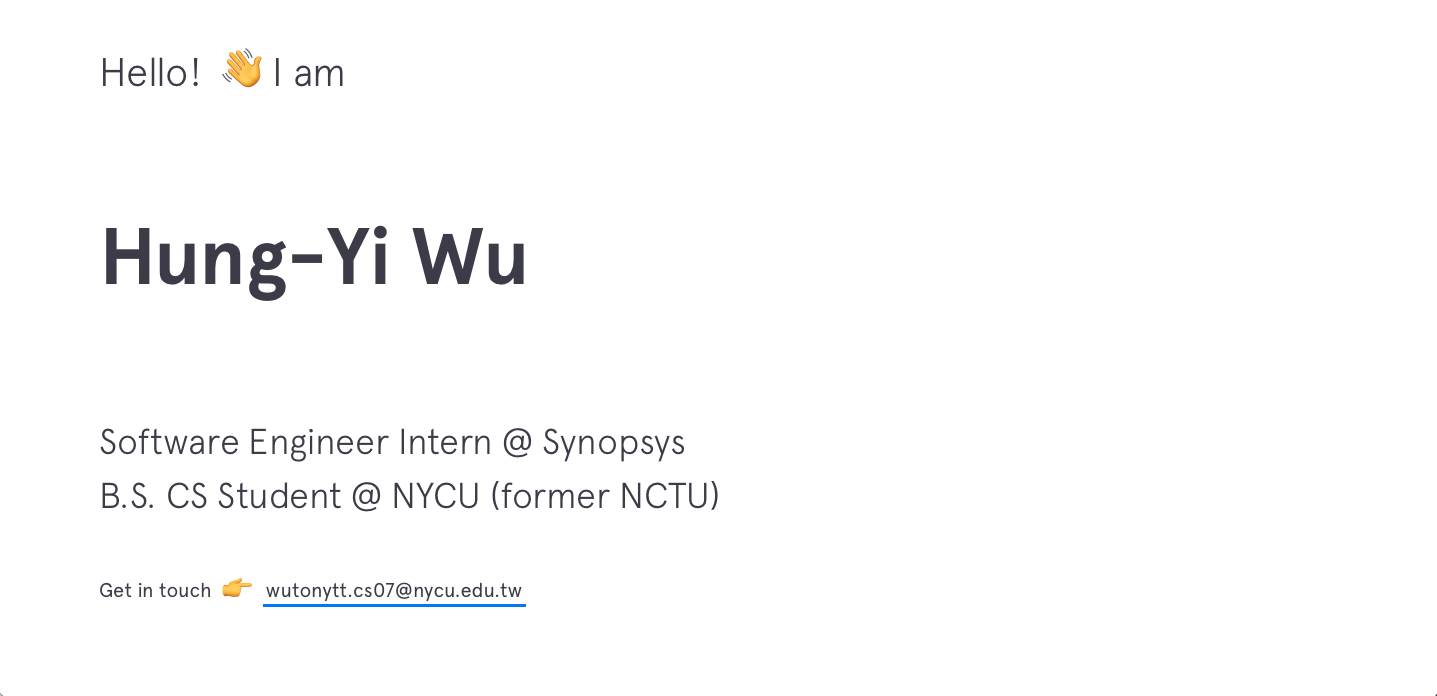 Hello! 👋 I am
Hung-Yi Wu
Software Engineer Intern @ Synopsys
B.S. CS Student @ NYCU (former NCTU)
Get in touch 👉 wutonytt.cs07@nycu.edu.tw